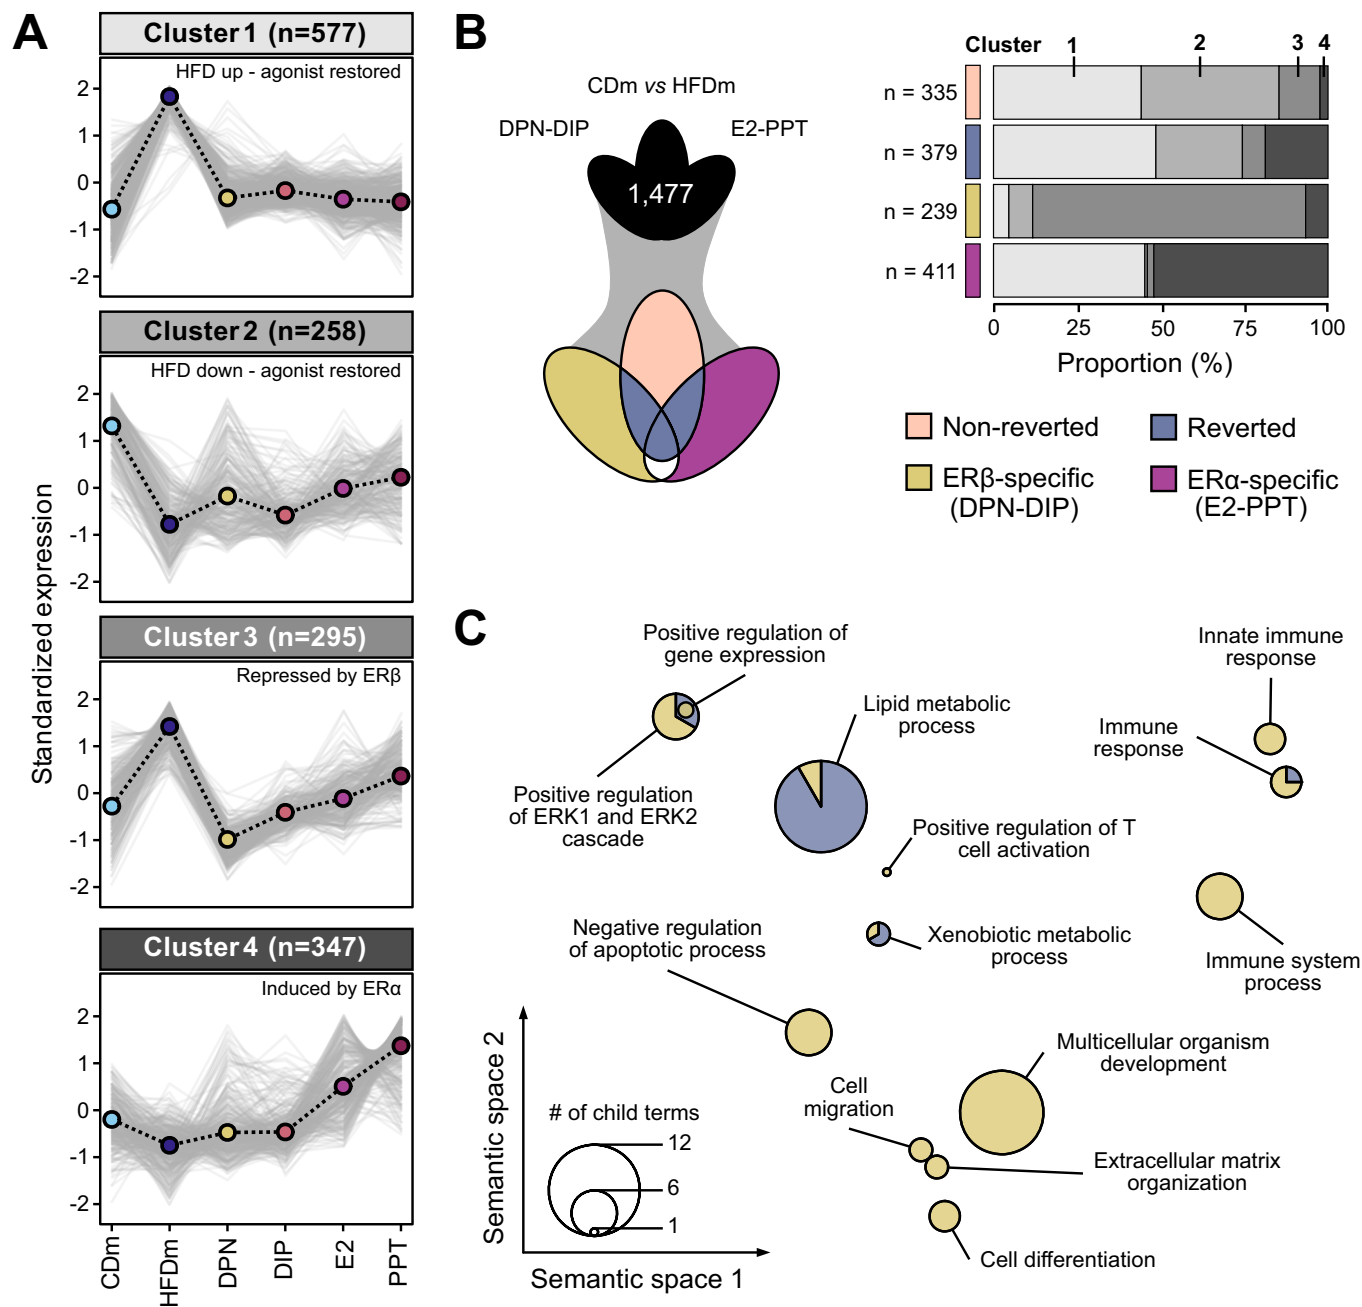 A
Cluster 1 (n=577)
HFD up - agonist restored
2
1
0
-1
-2
Cluster 2 (n=258)
HFD down - agonist restored
2
1
0
-1
-2
Cluster 3 (n=295)
Repressed by ERβ
2
1
0
-1
-2
Cluster 4 (n=347)
Induced by ERα
2
1
0
-1
-2
Standardized expression
CDm
HFDm
DPN
DIP
E2
PPT
B
CDm vs HFDm
DPN-DIP
E2-PPT
1,477
Cluster 1 2 3 4
n = 335
n = 379
n = 239
n = 411
0 25 50 75 100
Proportion (%)
Non-reverted
Reverted
ERβ-specific
(DPN-DIP)
ERα-specific
(E2-PPT)
C
Positive regulation of
gene expression
Positive regulation
of ERK1 and ERK2
cascade
Lipid metabolic
process
Innate immune
response
Immune
response
Positive regulation of T
cell activation
Negative regulation
of apoptotic process
Xenobiotic metabolic
process
Immune system
process
Multicellular organism
development
Cell
migration
Extracellular matrix
organization
Cell differentiation
# of child terms
12
6
1
Semantic space 2
Semantic space 1